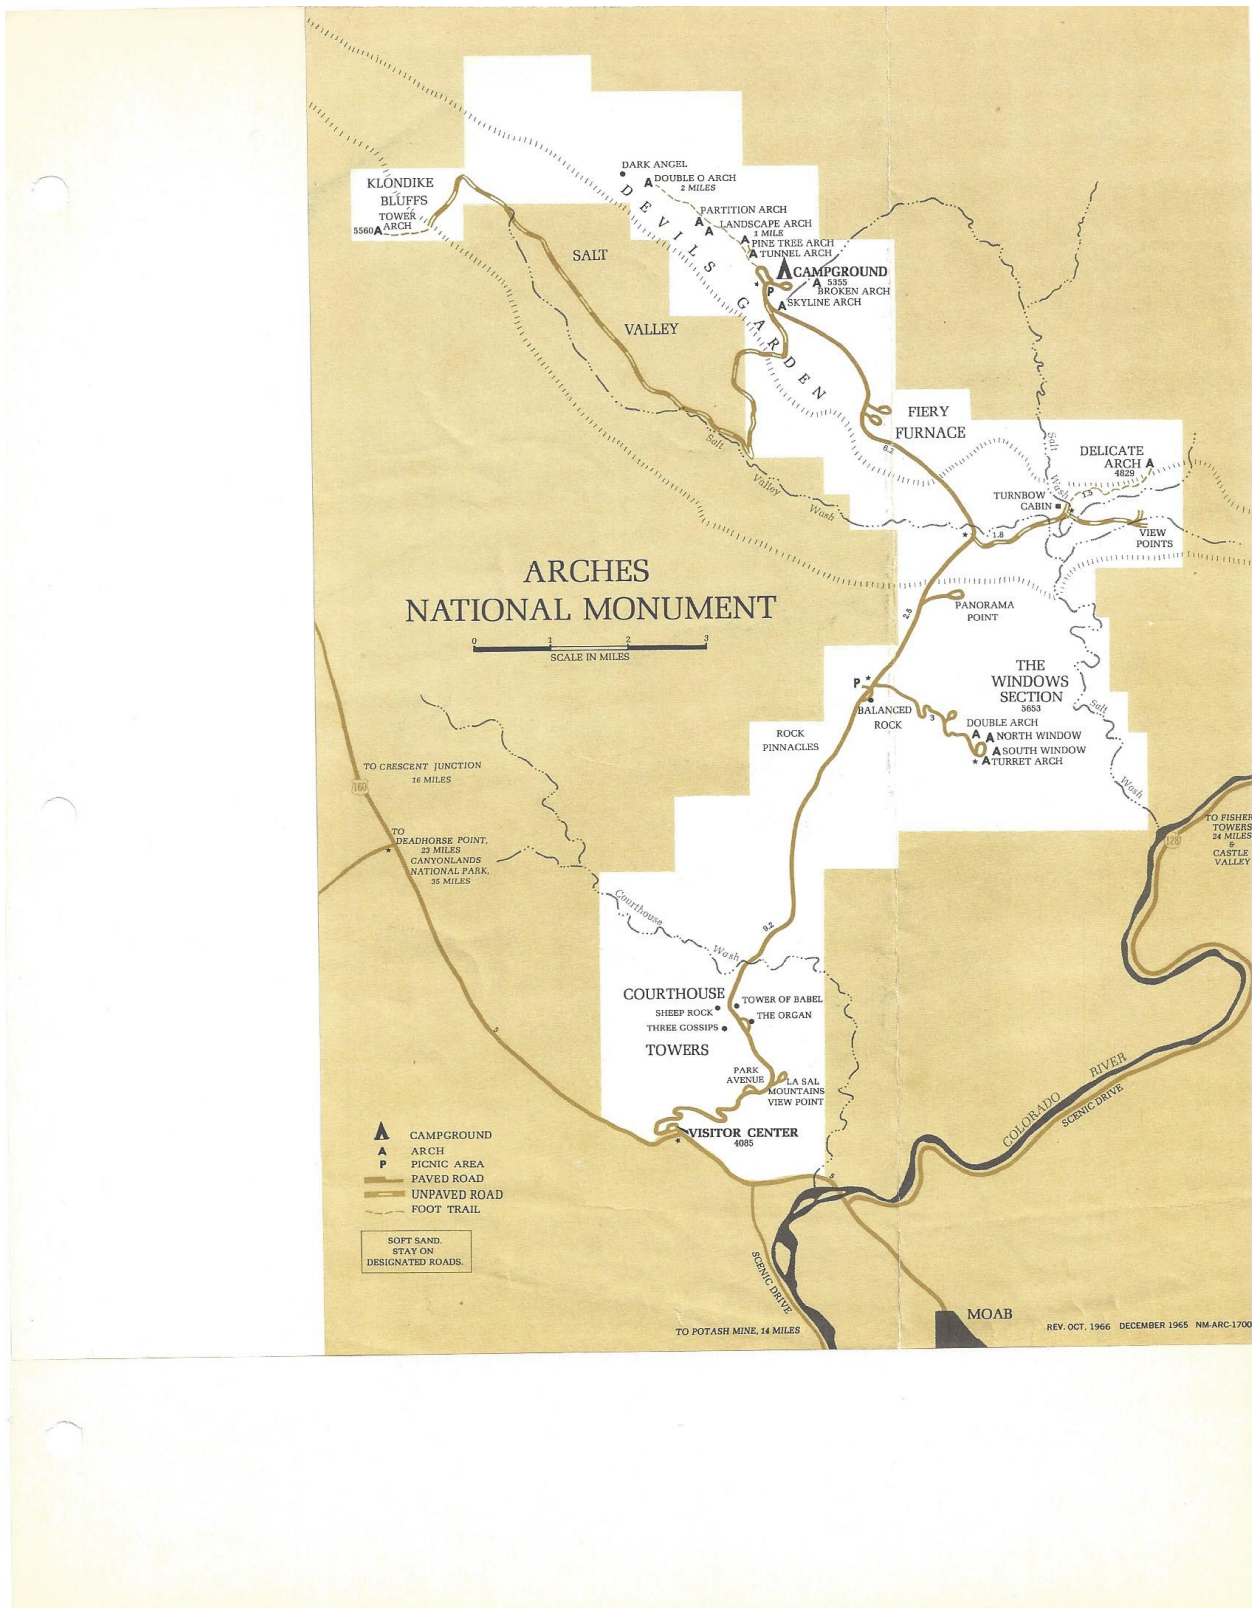 DARK ANGEL
DOUBLE O ARCH
2 MILES
KLONDIKE
BLUFFS
TOWER
ARCH
5560
DEVILS GARDEN
PARTITION ARCH
LANDSCAPE ARCH
1 MILE
PINE TREE ARCH
TUNNEL ARCH
CAMPGROUND
5355
BROKEN ARCH
SKYLINE ARCH
P
SALT
VALLEY
FIERY
FURNACE
6.2
Salt Valley Wash
Salt Wash
DELICATE
ARCH
4829
1.5
TURNBOW
CABIN
1.8
VIEW
POINTS
ARCHES
NATIONAL MONUMENT
0 1 2 3
SCALE IN MILES
PANORAMA
POINT
2.5
P
BALANCED
ROCK
THE
WINDOWS
SECTION
5653
3
DOUBLE ARCH
NORTH WINDOW
SOUTH WINDOW
TURRET ARCH
Salt
Wash
ROCK
PINNACLES
TO CRESCENT JUNCTION
16 MILES
160
TO
DEADHORSE POINT,
23 MILES
CANYONLANDS
NATIONAL PARK,
35 MILES
TO FISHER
TOWERS
24 MILES
&
CASTLE
VALLEY
128
Courthouse Wash
9.2
COURTHOUSE
TOWERS
TOWER OF BABEL
SHEEP ROCK
THE ORGAN
THREE GOSSIPS
5
PARK
AVENUE
LA SAL
MOUNTAINS
VIEW POINT
VISITOR CENTER
4085
COLORADO RIVER
SCENIC DRIVE
CAMPGROUND
A ARCH
P PICNIC AREA
PAVED ROAD
UNPAVED ROAD
FOOT TRAIL
SOFT SAND.
STAY ON
DESIGNATED ROADS.
5
SCENIC DRIVE
TO POTASH MINE, 14 MILES
MOAB
REV. OCT. 1966 DECEMBER 1965 NM-ARC-1700